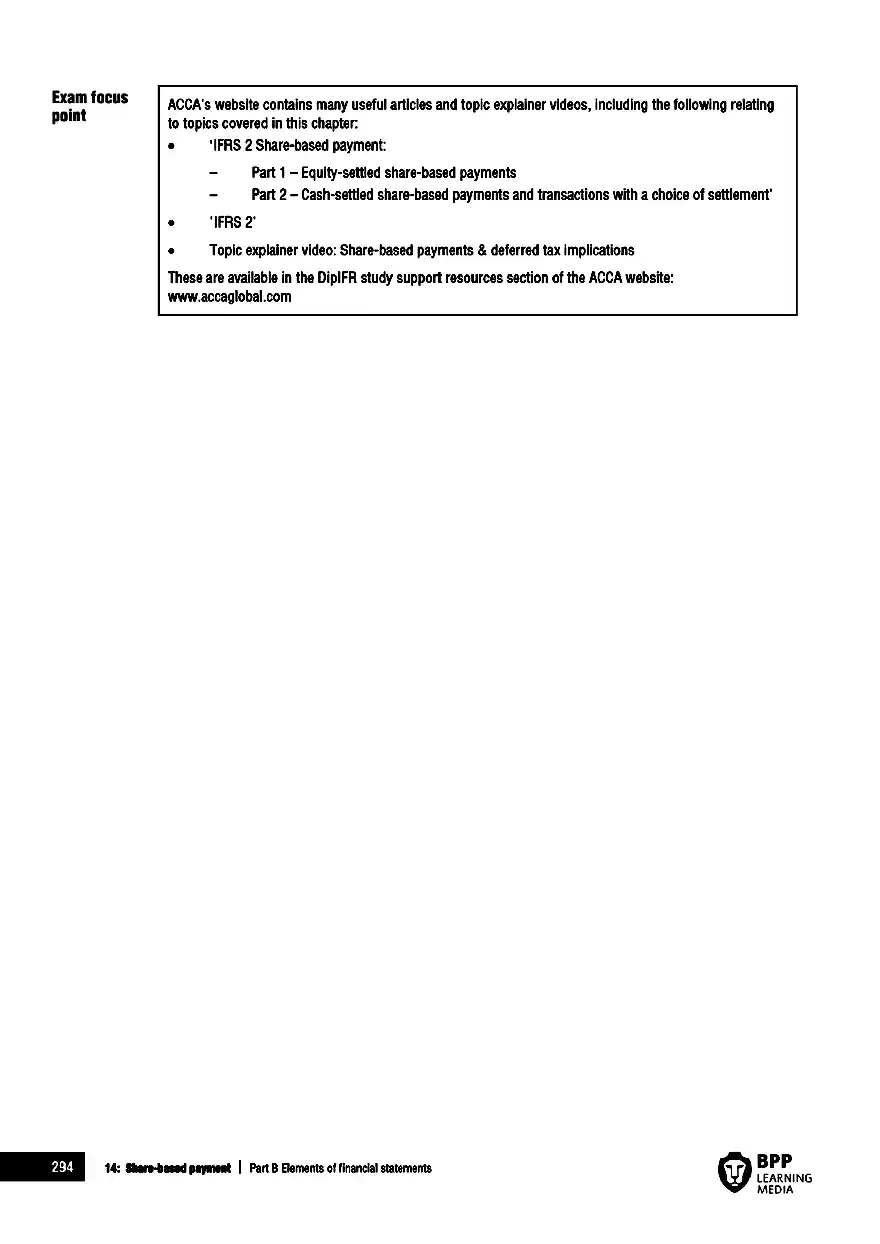 Exam focus
point
ACCA's website contains many useful articles and topic explainer videos, including the following relating
to topics covered in this chapter:
• 'IFRS 2 Share-based payment:
– Part 1 – Equity-settled share-based payments
– Part 2 – Cash-settled share-based payments and transactions with a choice of settlement'
• 'IFRS 2'
• Topic explainer video: Share-based payments & deferred tax implications
These are available in the DipIFR study support resources section of the ACCA website:
www.accaglobal.com
294 14: Share-based payment | Part B Elements of financial statements
BPP
LEARNING
MEDIA